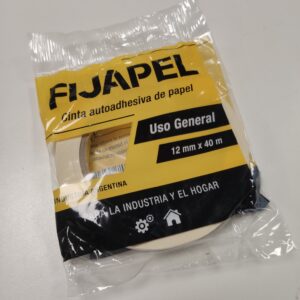 FIJAPEL
Cinta autoadhesiva de papel
Uso General
12 mm x 40 m
ARGENTINA
LA INDUSTRIA Y EL HOGAR